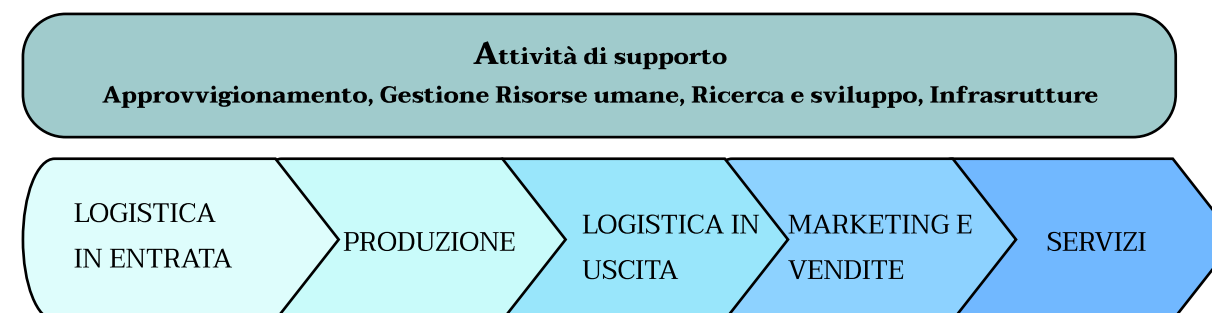 Attività di supporto
Approvvigionamento, Gestione Risorse umane, Ricerca e sviluppo, Infrasrutture
LOGISTICA
IN ENTRATA
PRODUZIONE
LOGISTICA IN
USCITA
MARKETING E
VENDITE
SERVIZI